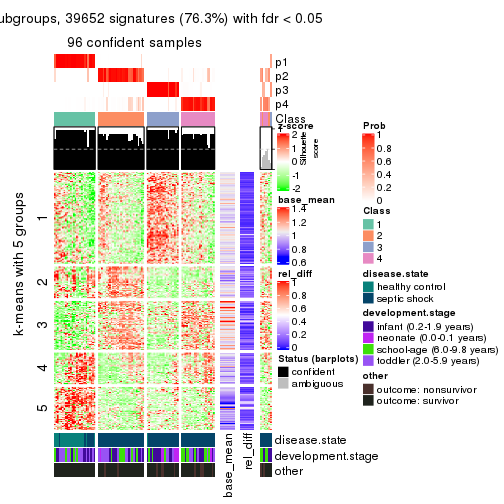 ubgroups, 39652 signatures (76.3%) with fdr < 0.05
96 confident samples
p1
p2
p3
p4
Class
z-score
2
1
0
-1
-2
Silhouette
score
base_mean
1.4
1.2
1
0.8
0.6
rel_diff
1
0.8
0.6
0.4
0.2
0
Status (barplots)
confident
ambiguous
Prob
1
0.8
0.6
0.4
0.2
0
Class
1
2
3
4
disease.state
healthy control
septic shock
development.stage
infant (0.2-1.9 years)
neonate (0.0-0.1 years)
school-age (6.0-9.8 years)
toddler (2.0-5.9 years)
other
outcome: nonsurvivor
outcome: survivor
k-means with 5 groups
1
2
3
4
5
disease.state
development.stage
other
base_mean
rel_diff